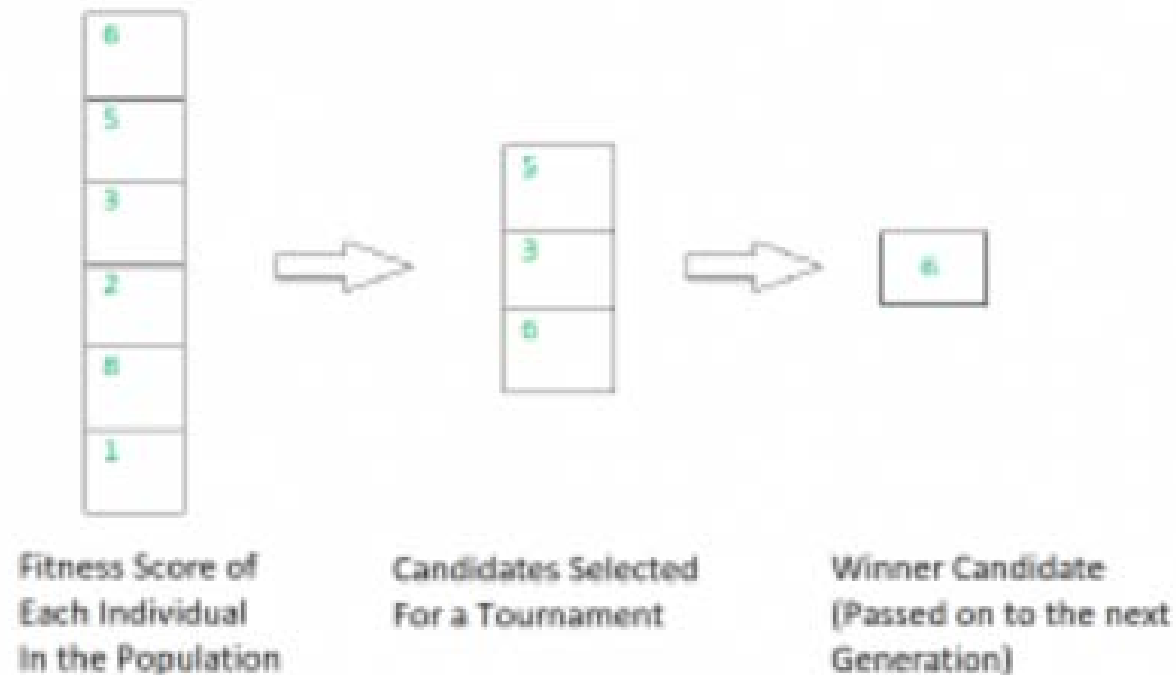 6
5
3
2
8
1
5
3
6
6
Fitness Score of
Each Individual
In the Population
Candidates Selected
For a Tournament
Winner Candidate
(Passed on to the next
Generation)